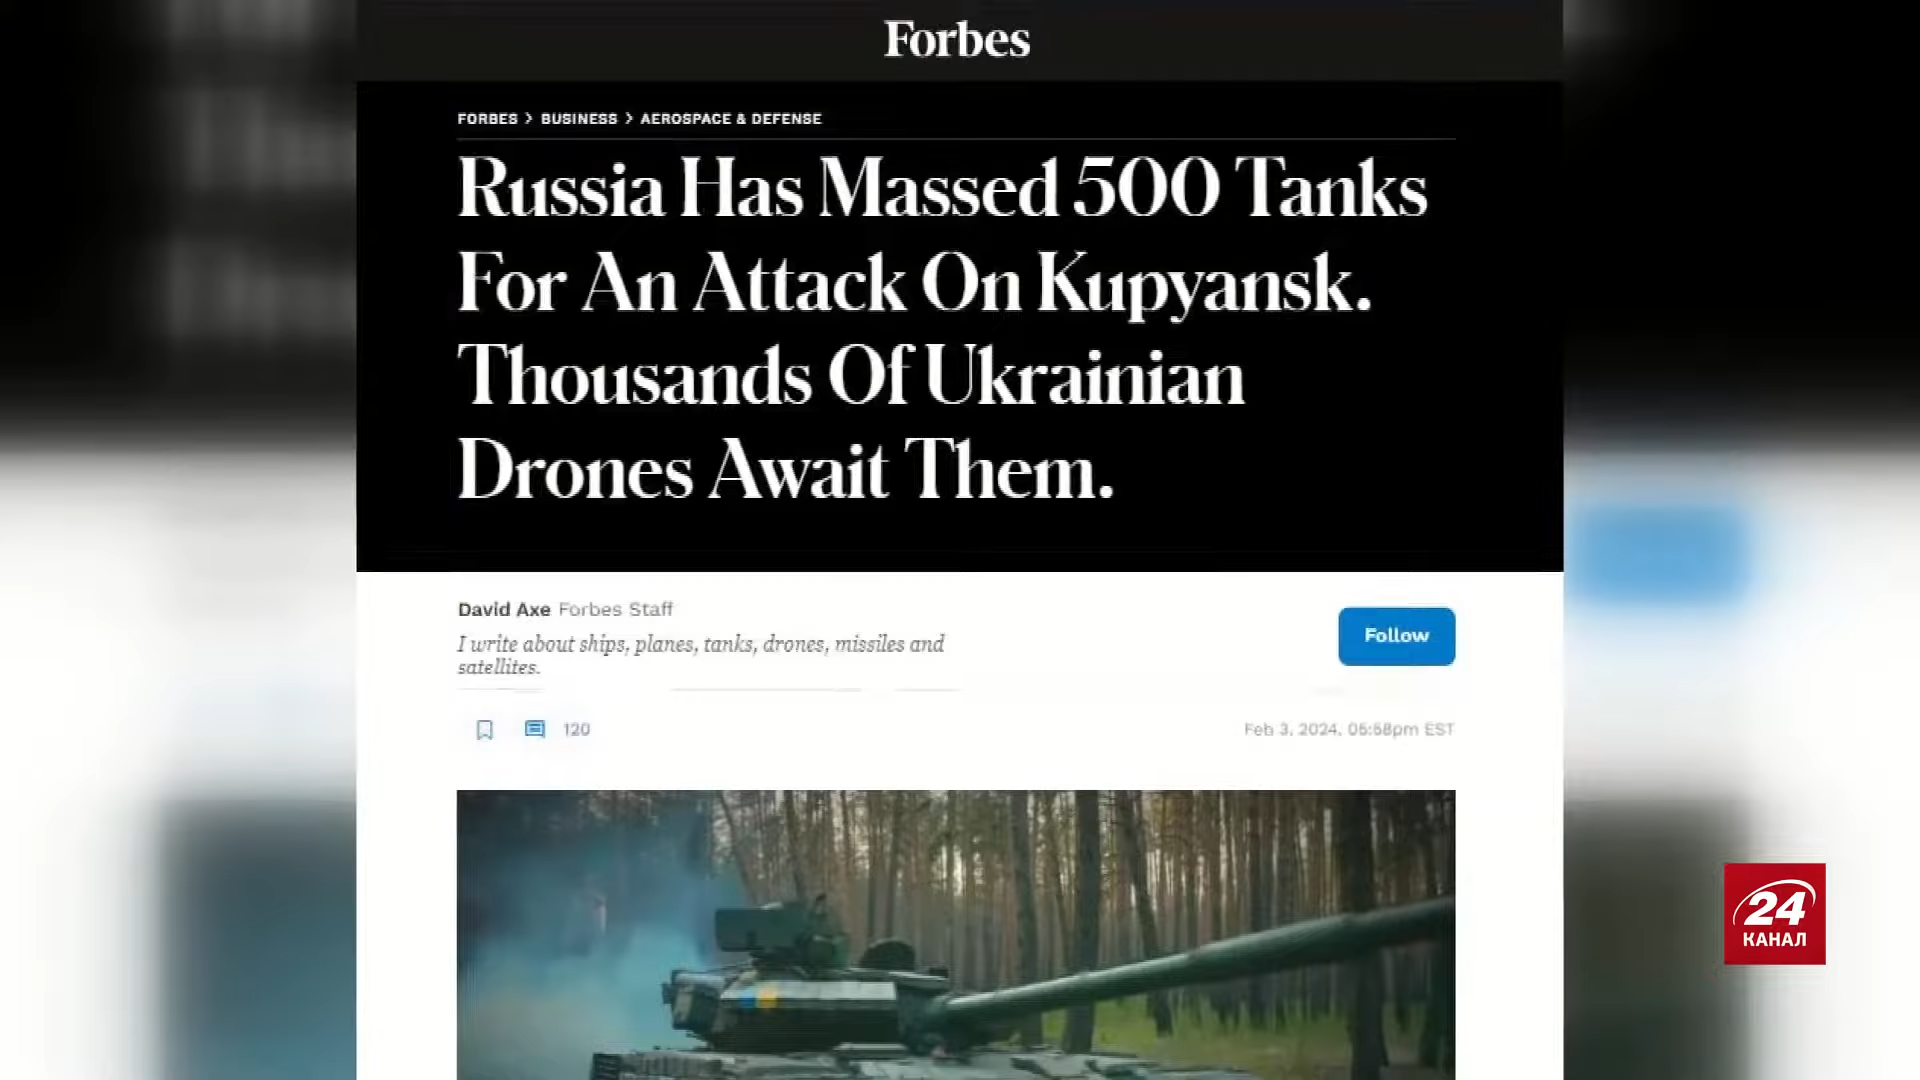 Forbes
FORBES > BUSINESS > AEROSPACE & DEFENSE
Russia Has Massed 500 Tanks
For An Attack On Kupyansk.
Thousands Of Ukrainian
Drones Await Them.
David Axe Forbes Staff
I write about ships, planes, tanks, drones, missiles and
satellites.
Follow
120
Feb 3, 2024, 05:58pm EST
24
КАНАЛ